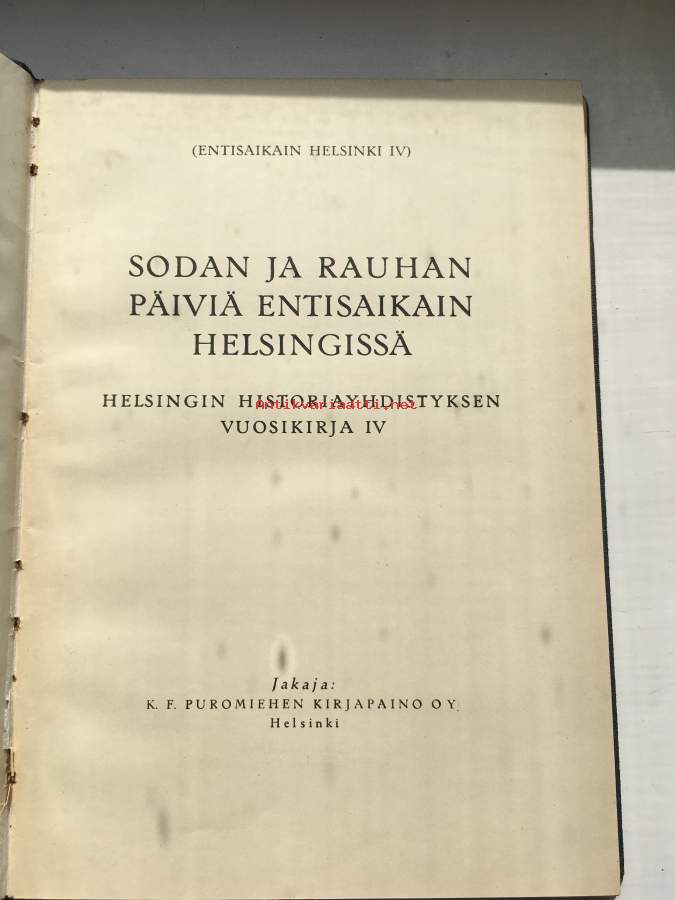 (ENTISAIKAIN HELSINKI IV)
SODAN JA RAUHAN
PÄIVIÄ ENTISAIKAIN
HELSINGISSÄ
HELSINGIN HISTORIAYHDISTYKSEN
Antikvariaatti.net
VUOSIKIRJA IV
Jakaja:
K. F. PUROMIEHEN KIRJAPAINO OY.
Helsinki